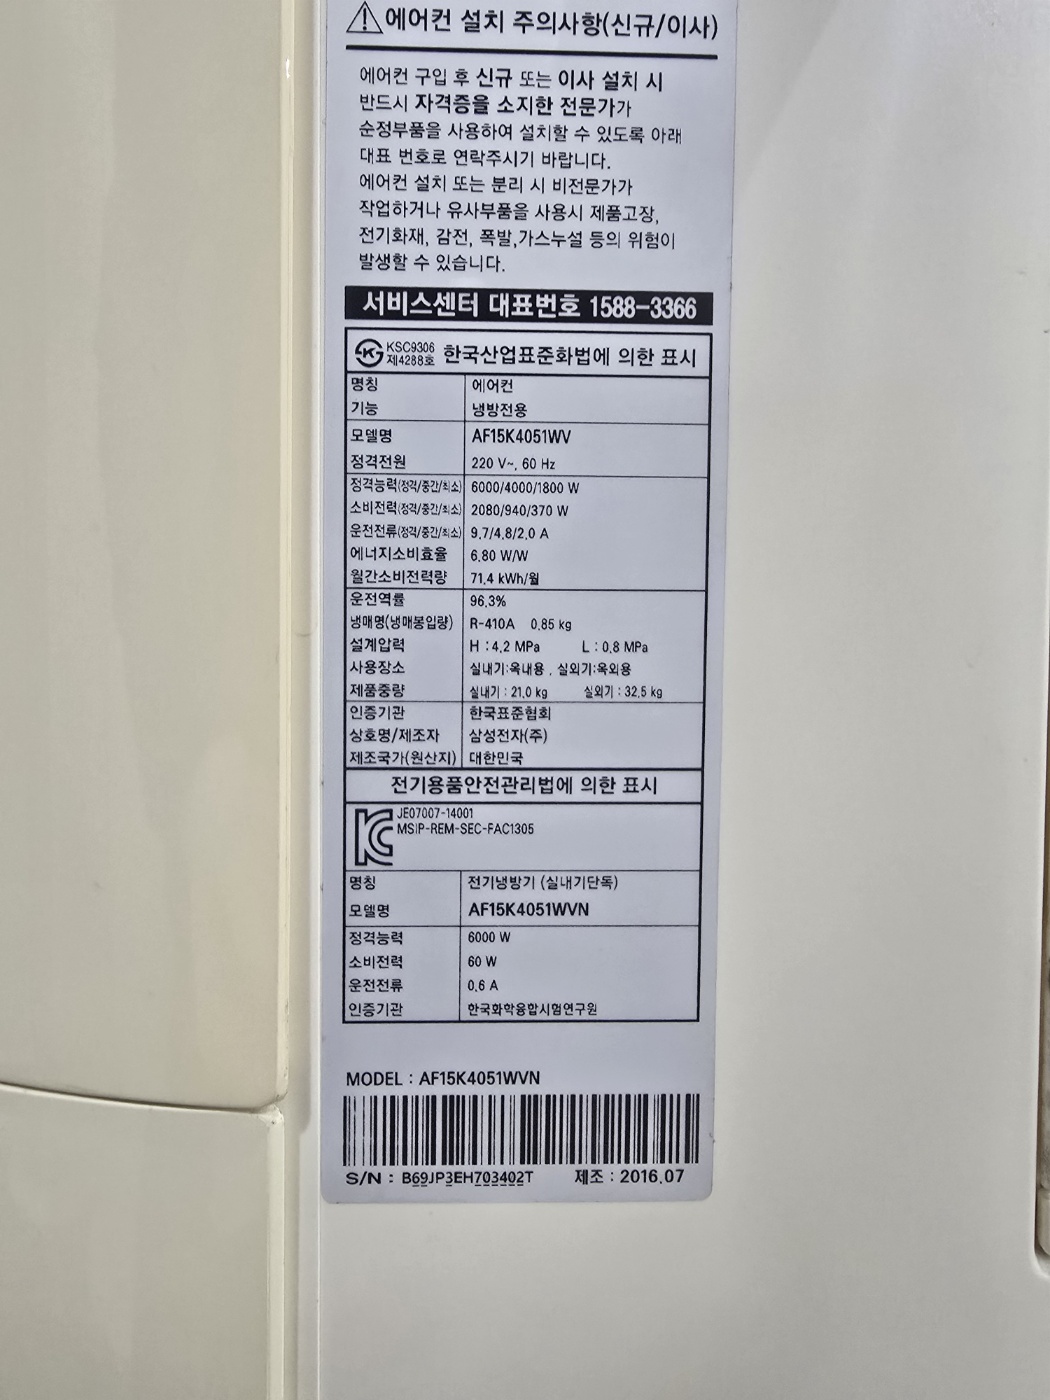 에어컨 설치 주의사항(신규/이사)
에어컨 구입 후 신규 또는 이사 설치 시
반드시 자격증을 소지한 전문가가
순정부품을 사용하여 설치할 수 있도록 아래
대표 번호로 연락주시기 바랍니다.
에어컨 설치 또는 분리 시 비전문가가
작업하거나 유사부품을 사용시 제품고장,
전기화재, 감전, 폭발,가스누설 등의 위험이
발생할 수 있습니다.
서비스센터 대표번호 1588-3366
KSC9306
제4288호 한국산업표준화법에 의한 표시
명칭 에어컨
기능 냉방전용
모델명 AF15K4051WV
정격전원 220 V~, 60 Hz
정격능력(정격/중간/최소) 6000/4000/1800 W
소비전력(정격/중간/최소) 2080/940/370 W
운전전류(정격/중간/최소) 9.7/4.8/2.0 A
에너지소비효율 6.80 W/W
월간소비전력량 71.4 kWh/월
운전역률 96.3%
냉매명(냉매봉입량) R-410A 0.85 kg
설계압력 H : 4.2 MPa L : 0.8 MPa
사용장소 실내기:옥내용 , 실외기:옥외용
제품중량 실내기 : 21.0 kg 실외기 : 32.5 kg
인증기관 한국표준협회
상호명/제조자 삼성전자(주)
제조국가(원산지) 대한민국
전기용품안전관리법에 의한 표시
JE07007-14001
MSIP-REM-SEC-FAC1305
명칭 전기냉방기 (실내기단독)
모델명 AF15K4051WVN
정격능력 6000 W
소비전력 60 W
운전전류 0.6 A
인증기관 한국화학융합시험연구원
MODEL : AF15K4051WVN
S/N : B69JP3EH703402T 제조 : 2016.07